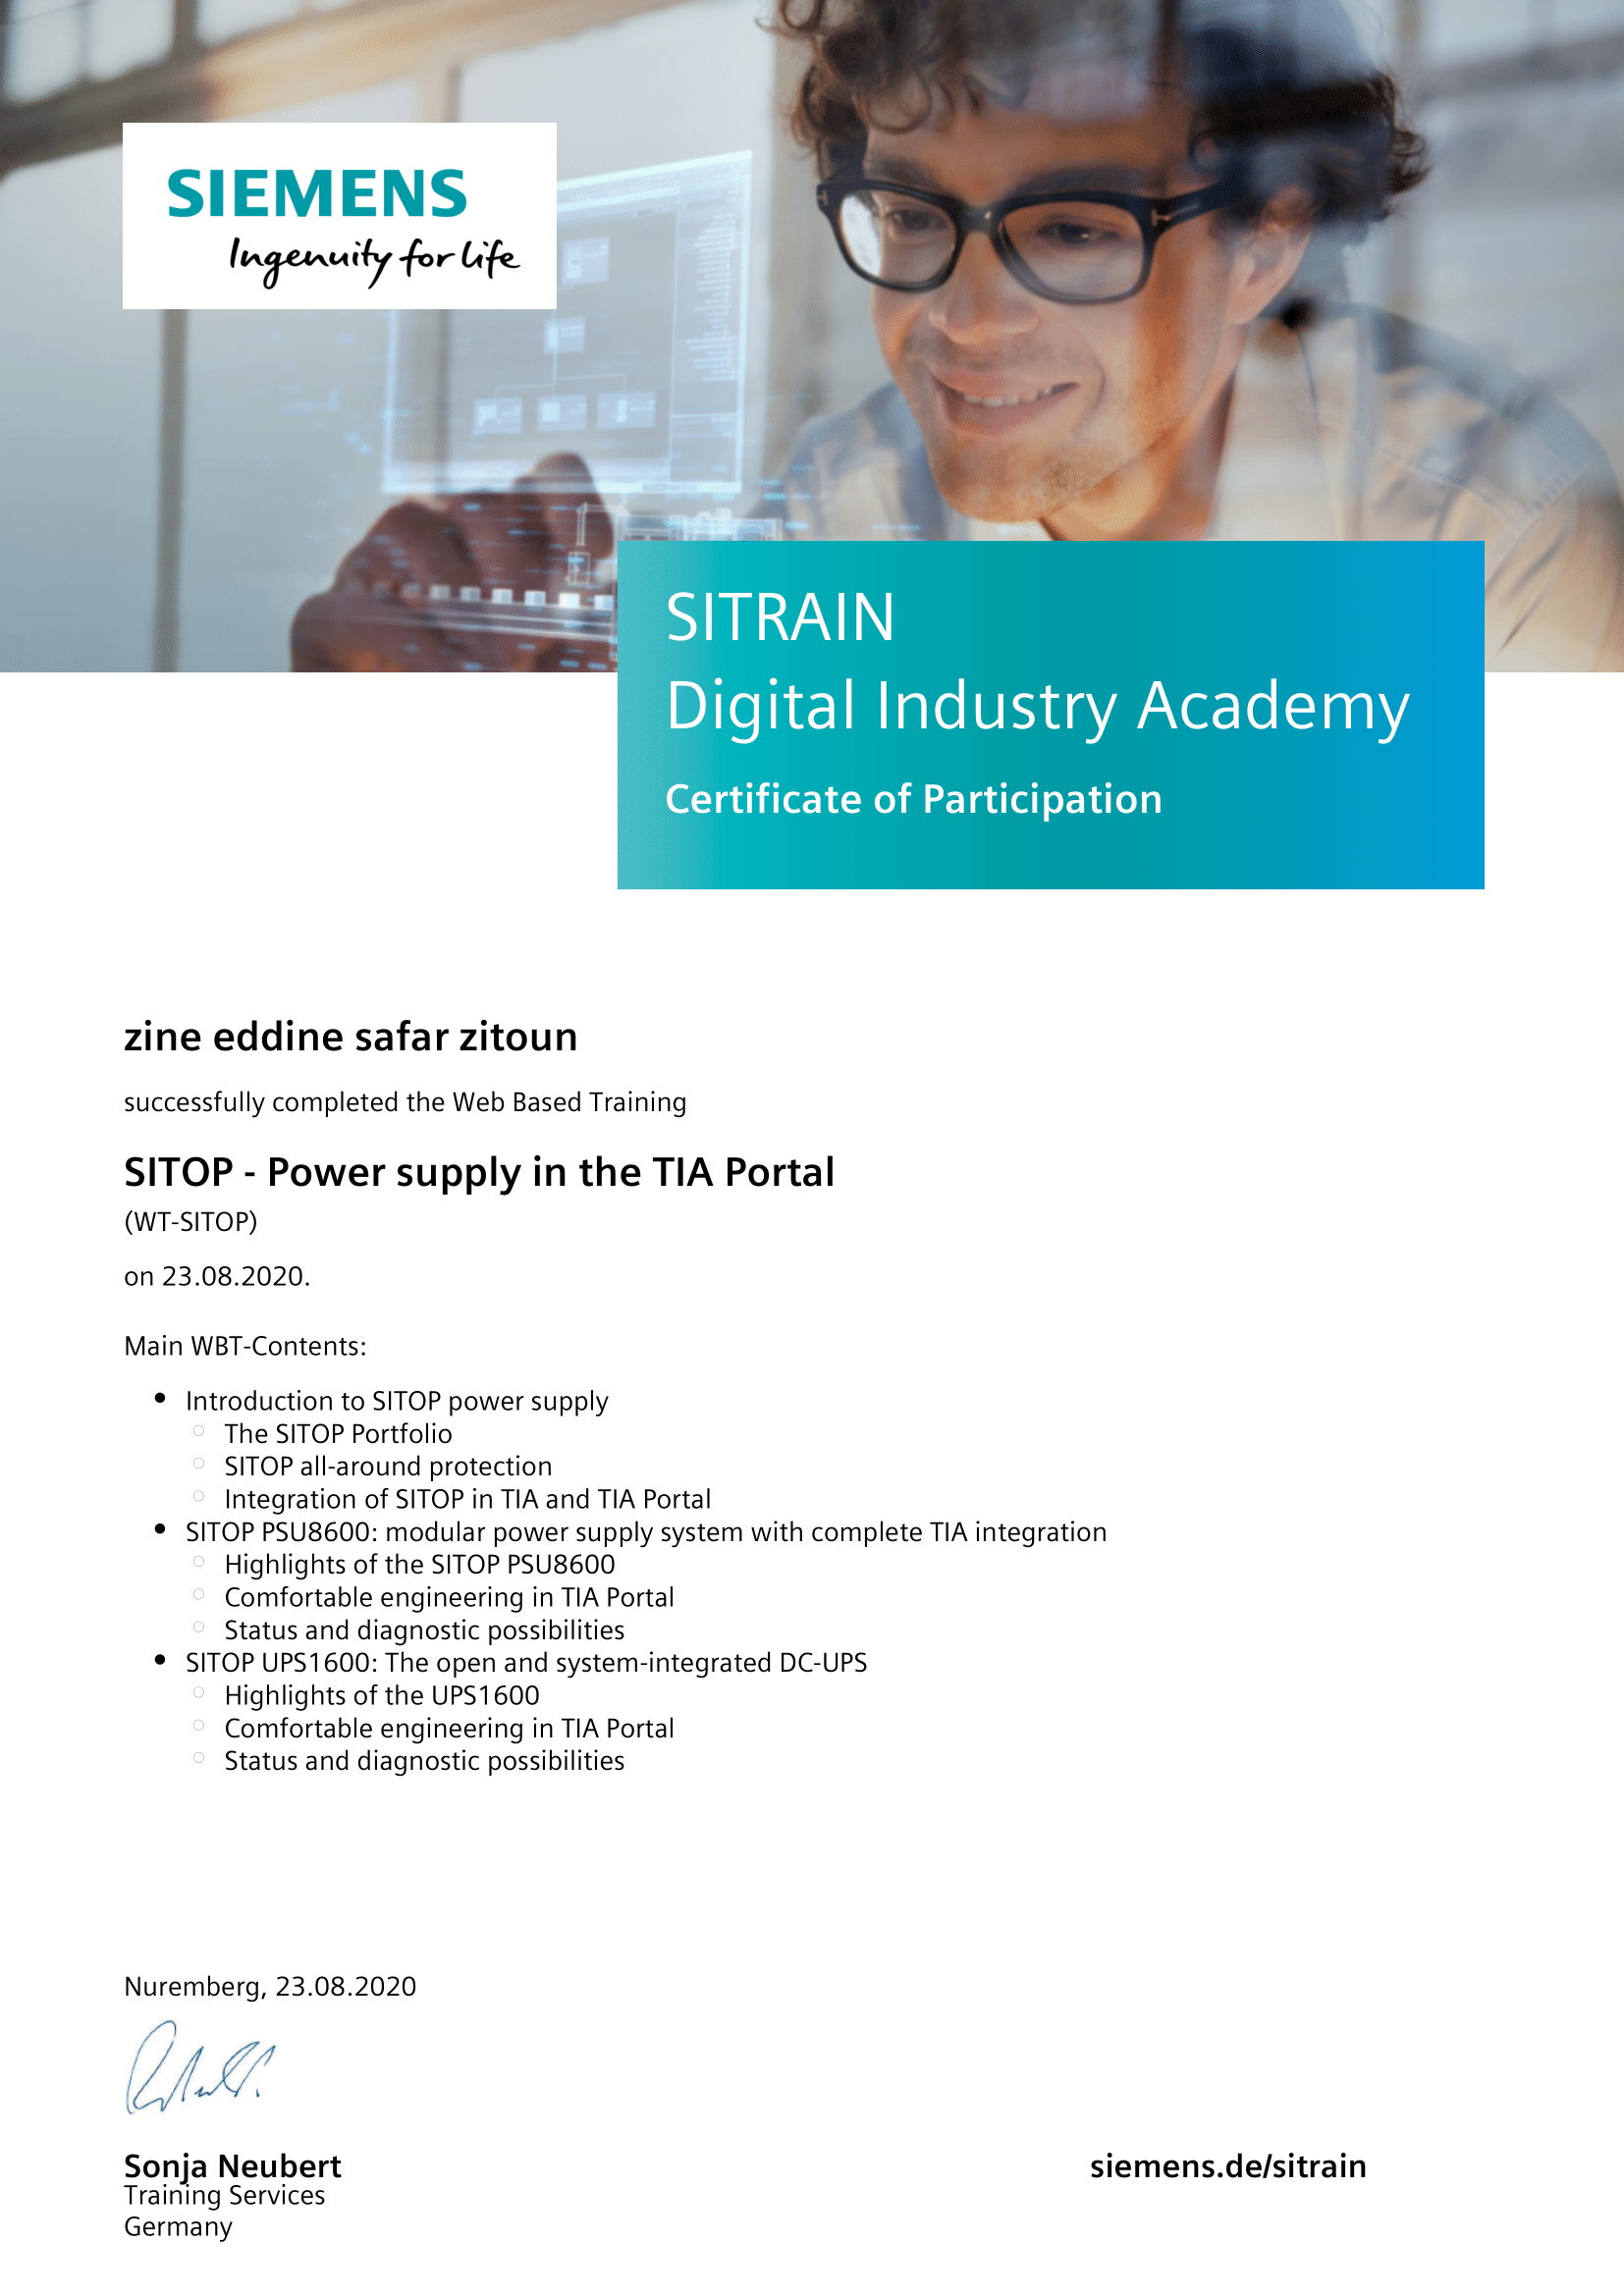 SIEMENS
Ingenuity for life
SITRAIN
Digital Industry Academy
Certificate of Participation
zine eddine safar zitoun
successfully completed the Web Based Training
SITOP - Power supply in the TIA Portal
(WT-SITOP)
on 23.08.2020.
Main WBT-Contents:
Introduction to SITOP power supply
The SITOP Portfolio
SITOP all-around protection
Integration of SITOP in TIA and TIA Portal
SITOP PSU8600: modular power supply system with complete TIA integration
Highlights of the SITOP PSU8600
Comfortable engineering in TIA Portal
Status and diagnostic possibilities
SITOP UPS1600: The open and system-integrated DC-UPS
Highlights of the UPS1600
Comfortable engineering in TIA Portal
Status and diagnostic possibilities
Nuremberg, 23.08.2020
Sonja Neubert
Training Services
Germany
siemens.de/sitrain